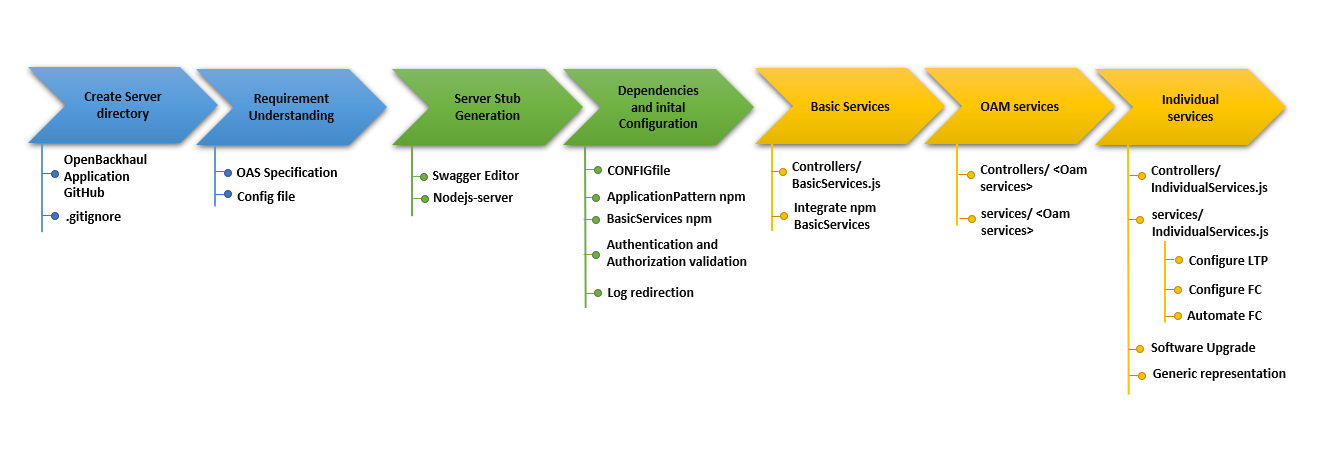 Create Server
directory
Requirement
Understanding
Server Stub
Generation
Dependencies
and inital
Configuration
Basic Services
OAM services
Individual
services
OpenBackhaul
Application
GitHub
.gitignore
OAS Specification
Config file
Swagger Editor
Nodejs-server
CONFIGfile
ApplicationPattern npm
BasicServices npm
Authentication and
Authorization validation
Log redirection
Controllers/
BasicServices.js
Integrate npm
BasicServices
Controllers/ <Oam
services>
services/ <Oam
services>
Controllers/
IndividualServices.js
services/
IndividualServices.js
Configure LTP
Configure FC
Automate FC
Software Upgrade
Generic representation